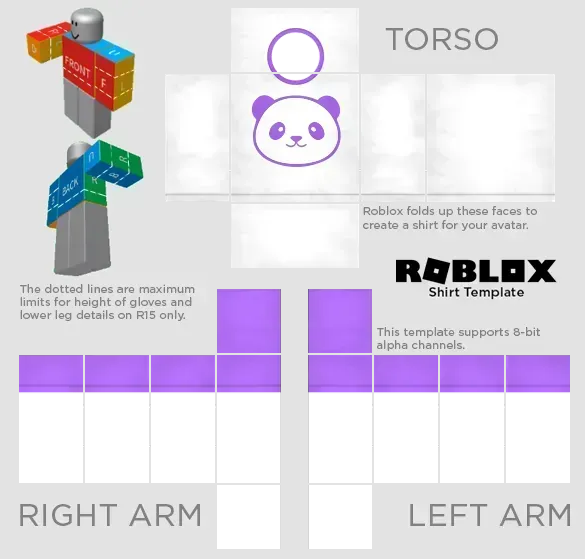 TORSO
FRONT
F
L
BACK
R
Roblox folds up these faces to
create a shirt for your avatar.
ROBLOX
Shirt Template
The dotted lines are maximum
limits for height of gloves and
lower leg details on R15 only.
This template supports 8-bit
alpha channels.
RIGHT ARM
LEFT ARM